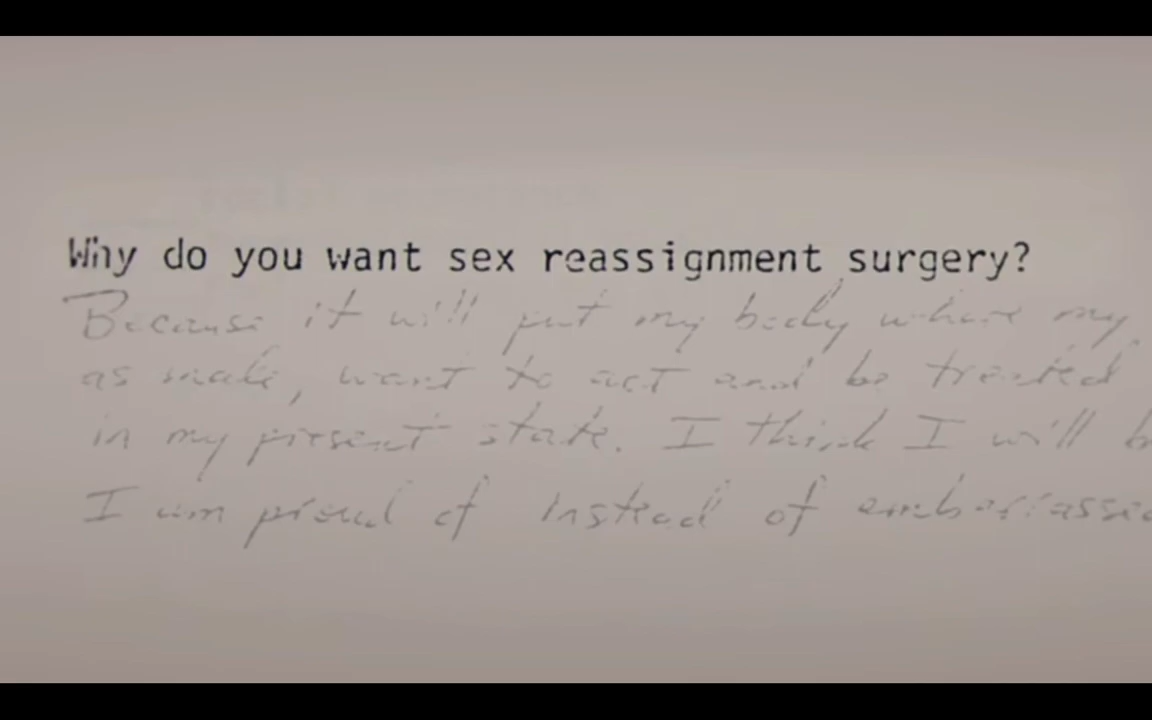 Why do you want sex reassignment surgery?
Because it will put my body where my
as male, want to act and be treated
in my present state. I think I will b
I am proud of instead of embarrassed